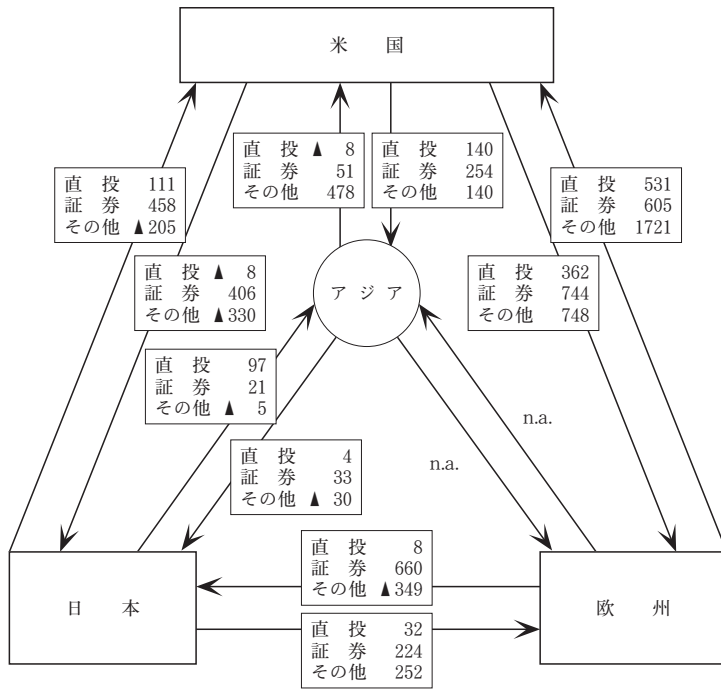 米　国
直　投 ▲ 8
証　券 51
その他 478
直　投 140
証　券 254
その他 140
直　投 111
証　券 458
その他 ▲205
直　投 531
証　券 605
その他 1721
直　投 ▲ 8
証　券 406
その他 ▲330
直　投 362
証　券 744
その他 748
ア ジ ア
直　投 97
証　券 21
その他 ▲ 5
n.a.
n.a.
直　投 4
証　券 33
その他 ▲ 30
直　投 8
証　券 660
その他 ▲349
日　本
欧　州
直　投 32
証　券 224
その他 252